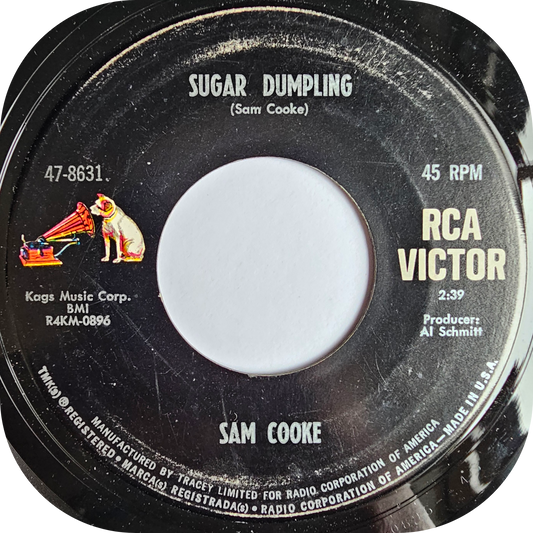 SUGAR DUMPLING
(Sam Cooke)
47-8631
45 RPM
RCA
VICTOR
2:39
Kags Music Corp.
BMI
R4KM-0896
Producer:
Al Schmitt
SAM COOKE
TMK(s) ® REGISTERED • MARCA(s) REGISTRADA(s) • RADIO CORPORATION OF AMERICA—MADE IN U.S.A.
MANUFACTURED BY TRACEY LIMITED FOR RADIO CORPORATION OF AMERICA